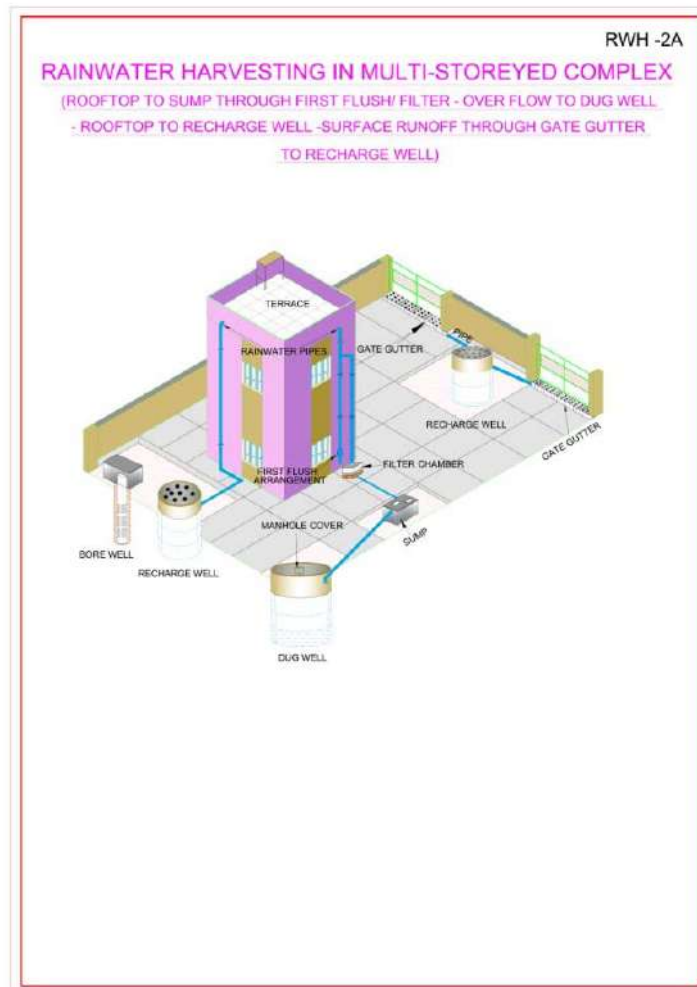 RWH -2A
RAINWATER HARVESTING IN MULTI-STOREYED COMPLEX
(ROOFTOP TO SUMP THROUGH FIRST FLUSH/ FILTER - OVER FLOW TO DUG WELL
- ROOFTOP TO RECHARGE WELL -SURFACE RUNOFF THROUGH GATE GUTTER
TO RECHARGE WELL)
TERRACE
RAINWATER PIPES
GATE GUTTER
PIPE
RECHARGE WELL
GATE GUTTER
FIRST FLUSH
ARRANGEMENT
FILTER CHAMBER
MANHOLE COVER
SUMP
BORE WELL
RECHARGE WELL
DUG WELL